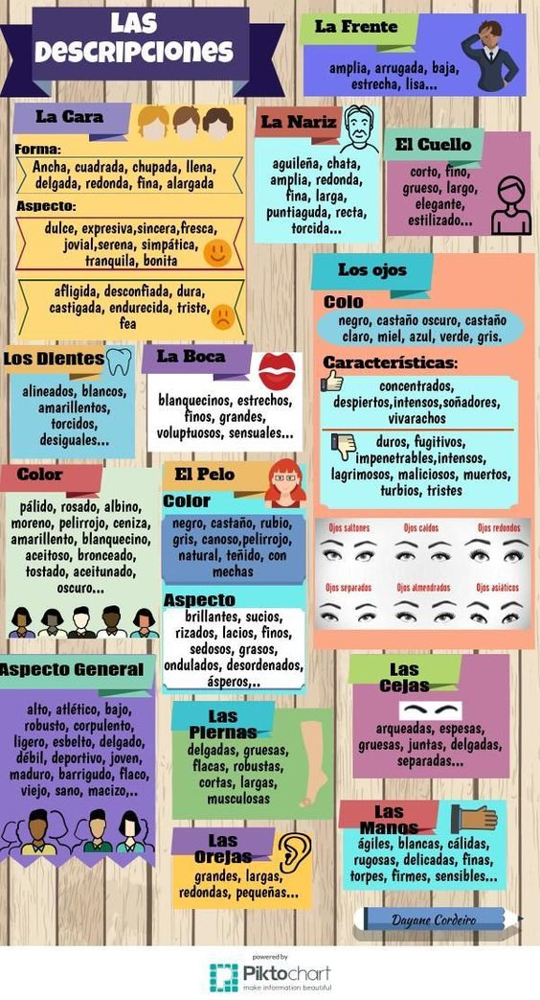 LAS
DESCRIPCIONES
La Frente
amplia, arrugada, baja,
estrecha, lisa...
La Cara
Forma:
Ancha, cuadrada, chupada, llena,
delgada, redonda, fina, alargada
Aspecto:
dulce, expresiva,sincera,fresca,
jovial,serena, simpática,
tranquila, bonita
afligida, desconfiada, dura,
castigada, endurecida, triste,
fea
La Nariz
aguileña, chata,
amplia, redonda,
fina, larga,
puntiaguda, recta,
torcida...
El Cuello
corto, fino,
grueso, largo,
elegante,
estilizado...
Los ojos
Colo
negro, castaño oscuro, castaño
claro, miel, azul, verde, gris.
Características:
concentrados,
despiertos,intensos,soñadores,
vivarachos
duros, fugitivos,
impenetrables,intensos,
lagrimosos, maliciosos, muertos,
turbios, tristes
Ojos saltones Ojos caídos Ojos redondos
Ojos separados Ojos almendrados Ojos asiáticos
Los Dientes
alineados, blancos,
amarillentos,
torcidos,
desiguales...
La Boca
blanquecinos, estrechos,
finos, grandes,
voluptuosos, sensuales...
Color
pálido, rosado, albino,
moreno, pelirrojo, ceniza,
amarillento, blanquecino,
aceitoso, bronceado,
tostado, aceitunado,
oscuro...
El Pelo
Color
negro, castaño, rubio,
gris, canoso,pelirrojo,
natural, teñido, con
mechas
Aspecto
brillantes, sucios,
rizados, lacios, finos,
sedosos, grasos,
ondulados, desordenados,
ásperos,..
Aspecto General
alto, atlético, bajo,
robusto, corpulento,
ligero, esbelto, delgado,
débil, deportivo, joven,
maduro, barrigudo, flaco,
viejo, sano, macizo,..
Las
Piernas
delgadas, gruesas,
flacas, robustas,
cortas, largas,
musculosas
Las
Orejas
grandes, largas,
redondas, pequeñas...
Las
Cejas
arqueadas, espesas,
gruesas, juntas, delgadas,
separadas...
Las
Manos
ágiles, blancas, cálidas,
rugosas, delicadas, finas,
torpes, firmes, sensibles...
Dayane Cordeiro
powered by
Piktochart
make information beautiful